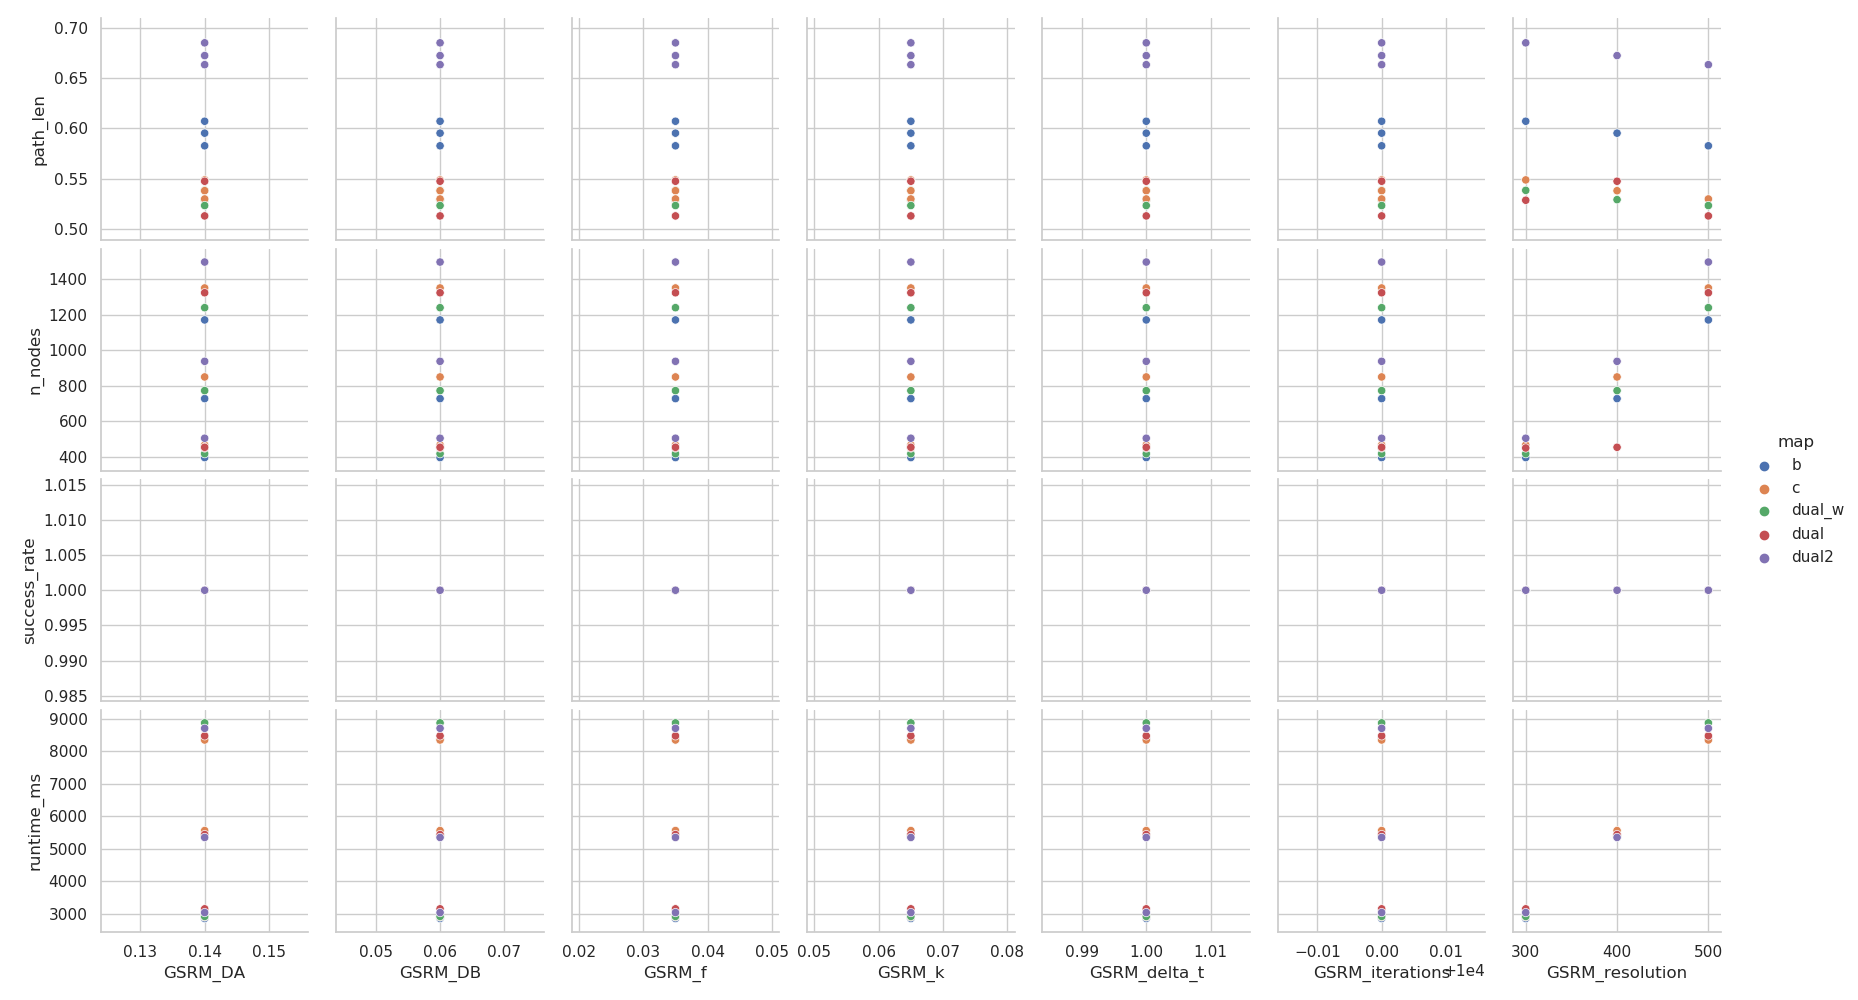 0.70
0.65
0.60
0.55
0.50
path_len
1400
1200
1000
800
600
400
n_nodes
1.015
1.010
1.005
1.000
0.995
0.990
0.985
success_rate
9000
8000
7000
6000
5000
4000
3000
runtime_ms
0.13 0.14 0.15
GSRM_DA
0.05 0.06 0.07
GSRM_DB
0.02 0.03 0.04 0.05
GSRM_f
0.05 0.06 0.07 0.08
GSRM_k
0.99 1.00 1.01
GSRM_delta_t
−0.01 0.00 0.01
GSRM_iterations
+1e4
300 400 500
GSRM_resolution
map
b
c
dual_w
dual
dual2